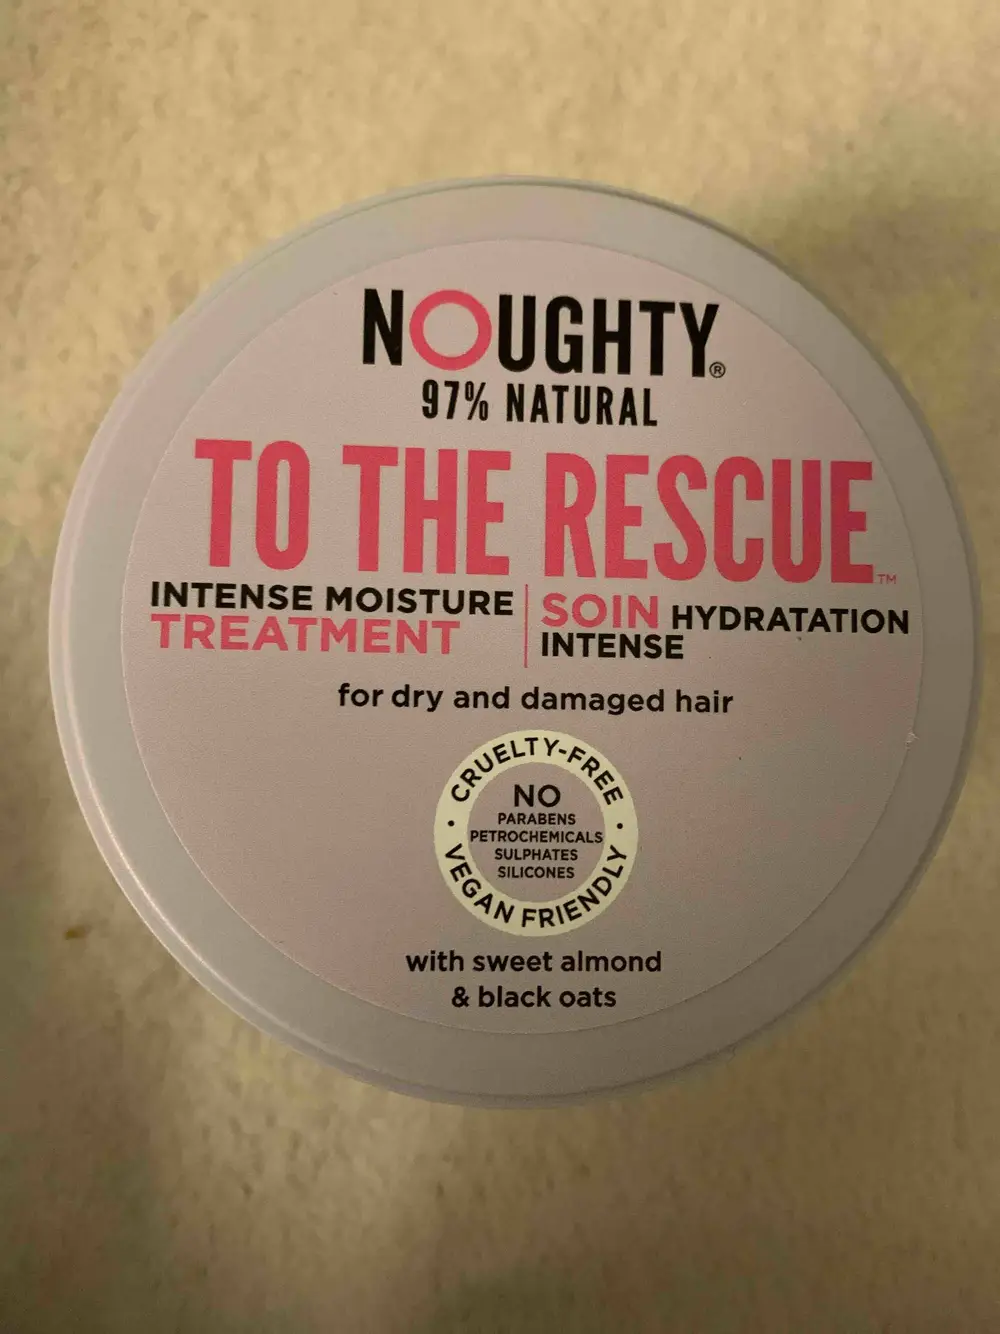 NOUGHTY®
97% NATURAL
TO THE RESCUE™
INTENSE MOISTURE
TREATMENT
SOIN HYDRATATION
INTENSE
for dry and damaged hair
CRUELTY-FREE
NO
PARABENS
PETROCHEMICALS
SULPHATES
SILICONES
VEGAN FRIENDLY
with sweet almond
& black oats